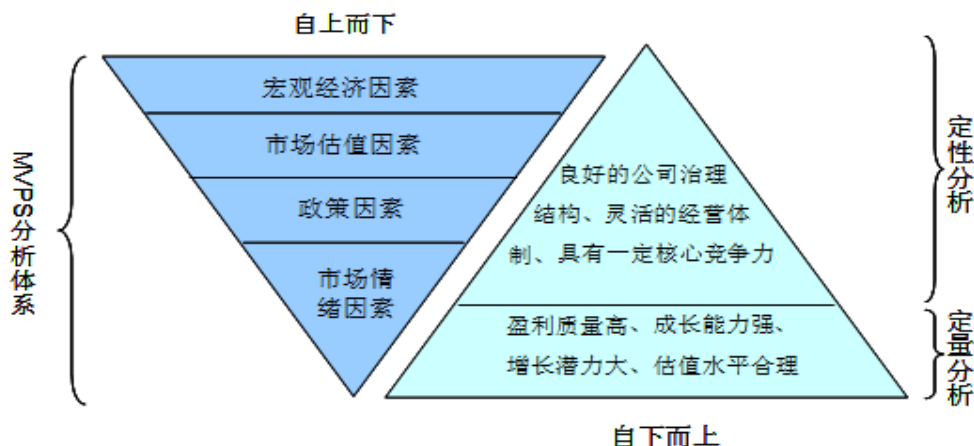 自上而下
MVPS分析体系
宏观经济因素
市场估值因素
政策因素
市场情
绪因素
良好的公司治理
结构、灵活的经营体
制、具有一定核心竞争力
盈利质量高、成长能力强、
增长潜力大、估值水平合理
定性分析
定量分析
自下而上